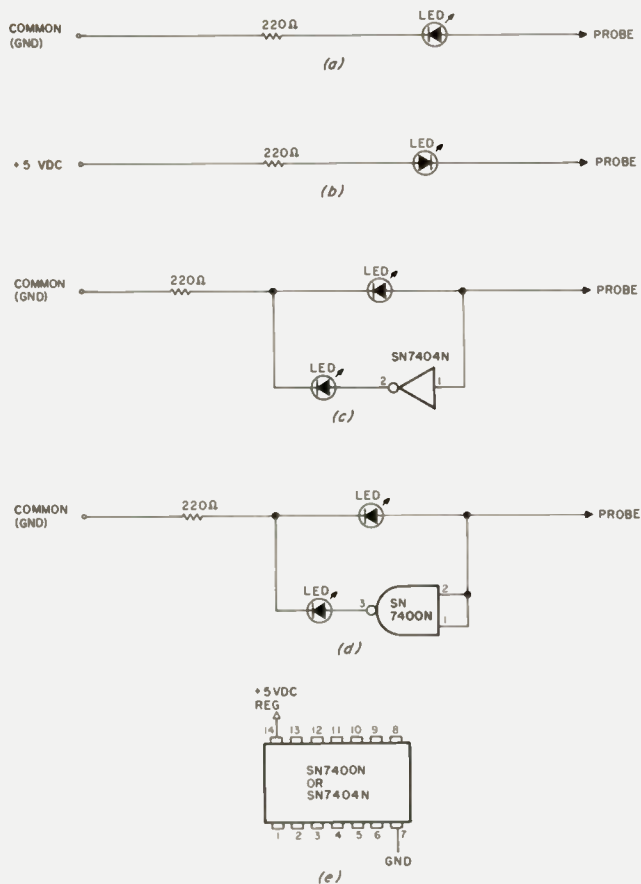 COMMON
(GND)
220Ω
LED
PROBE
(a)
+5 VDC
220Ω
LED
PROBE
(b)
COMMON
(GND)
220Ω
LED
PROBE
SN7404N
LED
2
1
(c)
COMMON
(GND)
220Ω
LED
PROBE
LED
3
SN
7400N
2
1
(d)
+5VDC
REG
14 13 12 11 10 9 8
SN7400N
OR
SN7404N
1 2 3 4 5 6 7
GND
(e)